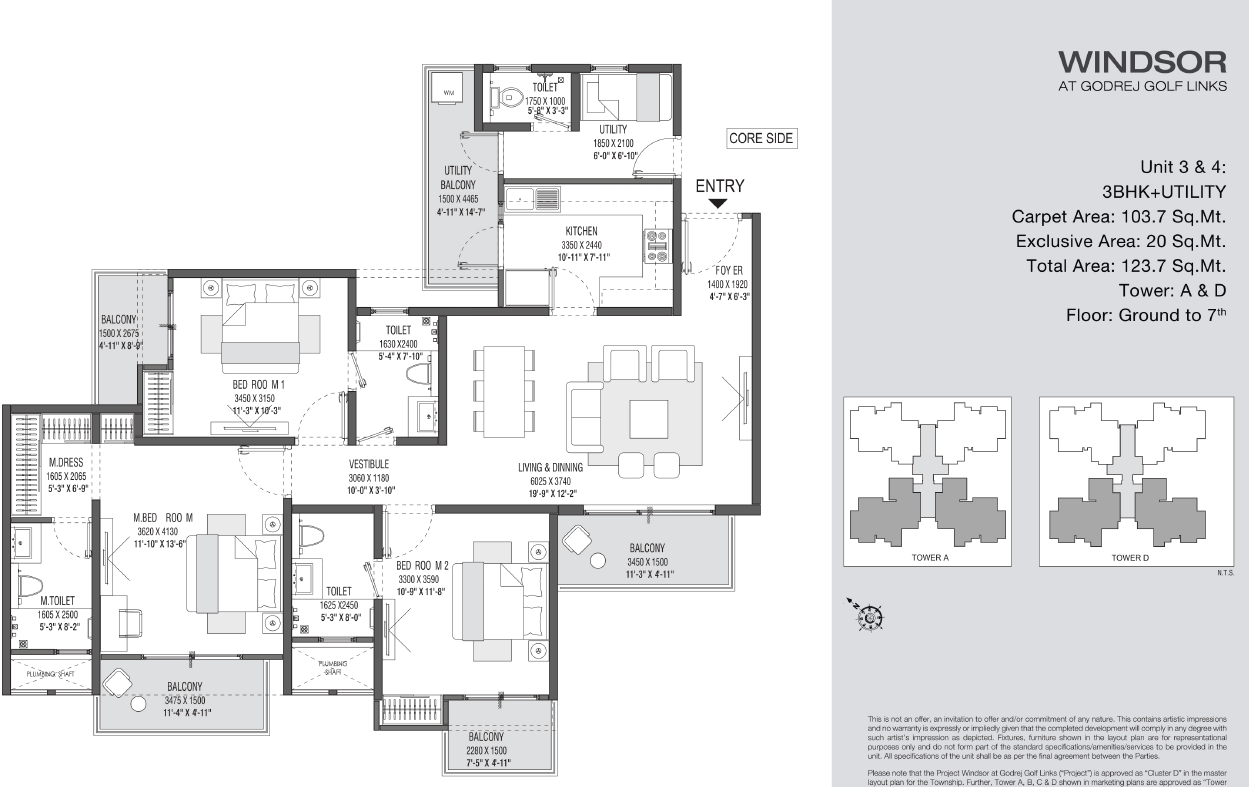 TOILET
1750 X 1000
5'-8" X 3'-3"
WM
UTILITY
1850 X 2100
6'-0" X 6'-10"
CORE SIDE
UTILITY
BALCONY
1500 X 4465
4'-11" X 14'-7"
ENTRY
KITCHEN
3350 X 2440
10'-11" X 7'-11"
FOYER
1400 X 1920
4'-7" X 6'-3"
BALCONY
1500 X 2675
4'-11" X 8'-9"
TOILET
1630 X2400
5'-4" X 7'-10"
BED ROOM 1
3450 X 3150
11'-3" X 10'-3"
M.DRESS
1605 X 2065
5'-3" X 6'-9"
VESTIBULE
3060 X 1180
10'-0" X 3'-10"
LIVING & DINNING
6025 X 3740
19'-9" X 12'-2"
M.BED ROOM
3620 X 4130
11'-10" X 13'-6"
BALCONY
3450 X 1500
11'-3" X 4'-11"
BED ROOM 2
3300 X 3590
10'-9" X 11'-8"
TOILET
1625 X2450
5'-3" X 8'-0"
M.TOILET
1605 X 2500
5'-3" X 8'-2"
PLUMBING SHAFT
PLUMBING
SHAFT
BALCONY
3475 X 1500
11'-4" X 4'-11"
BALCONY
2280 X 1500
7'-5" X 4'-11"
WINDSOR
AT GODREJ GOLF LINKS
Unit 3 & 4:
3BHK+UTILITY
Carpet Area: 103.7 Sq.Mt.
Exclusive Area: 20 Sq.Mt.
Total Area: 123.7 Sq.Mt.
Tower: A & D
Floor: Ground to 7th
TOWER A
TOWER D
N.T.S.
N
This is not an offer, an invitation to offer and/or commitment of any nature. This contains artistic impressions
and no warranty is expressly or impliedly given that the completed development will comply in any degree with
such artist's impression as depicted. Fixtures, furniture shown in the layout plan are for representational
purposes only and do not form part of the standard specifications/amenities/services to be provided in the
unit. All specifications of the unit shall be as per the final agreement between the Parties.
Please note that the Project Windsor at Godrej Golf Links ("Project") is approved as "Cluster D" in the master
layout plan for the Township. Further, Tower A, B, C & D shown in marketing plans are approved as "Tower